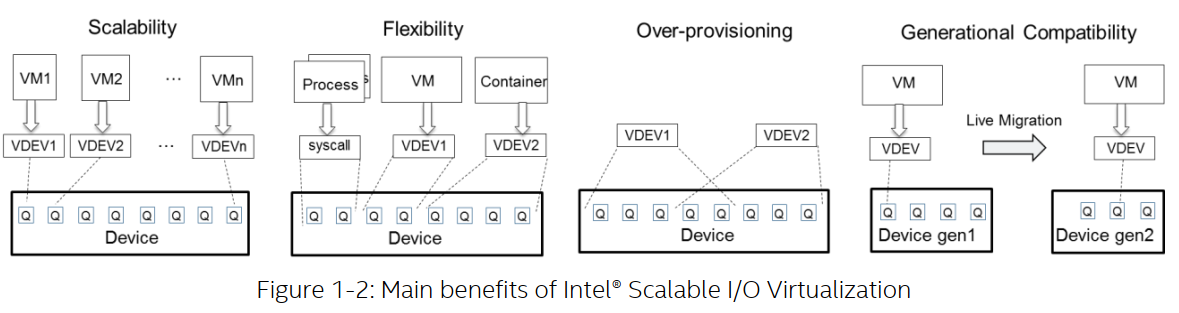 Scalability
VM1 VM2 ... VMn
VDEV1 VDEV2 ... VDEVn
Q Q Q Q Q Q Q Q
Device
Flexibility
Process s VM Container
syscall VDEV1 VDEV2
Q Q Q Q Q Q Q Q
Device
Over-provisioning
VDEV1 VDEV2
Q Q Q Q Q Q Q Q
Device
Generational Compatibility
VM VM
Live Migration
VDEV VDEV
Q Q Q Q
Device gen1
Q Q Q
Device gen2
Figure 1-2: Main benefits of Intel® Scalable I/O Virtualization